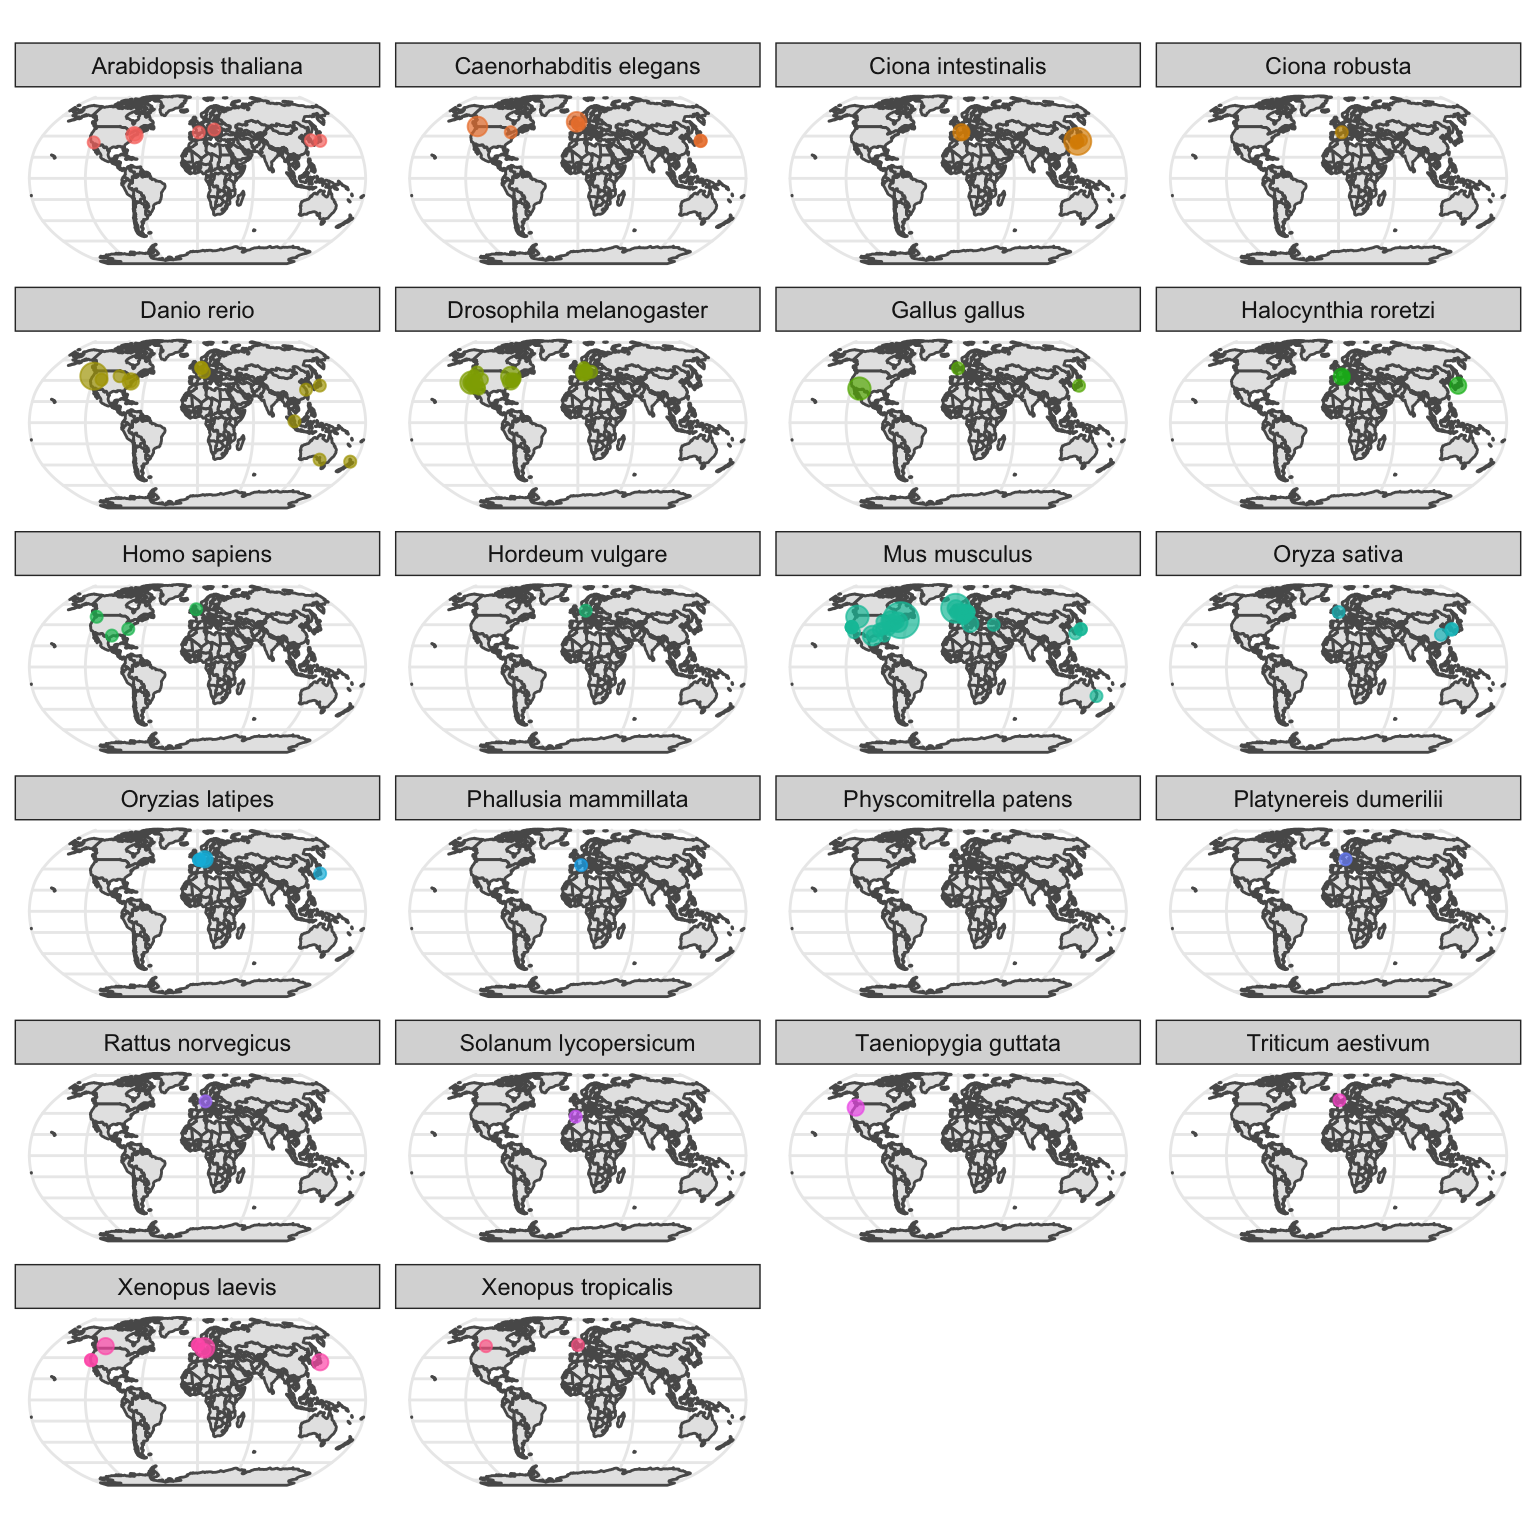 Arabidopsis thaliana
Caenorhabditis elegans
Ciona intestinalis
Ciona robusta
Danio rerio
Drosophila melanogaster
Gallus gallus
Halocynthia roretzi
Homo sapiens
Hordeum vulgare
Mus musculus
Oryza sativa
Oryzias latipes
Phallusia mammillata
Physcomitrella patens
Platynereis dumerilii
Rattus norvegicus
Solanum lycopersicum
Taeniopygia guttata
Triticum aestivum
Xenopus laevis
Xenopus tropicalis